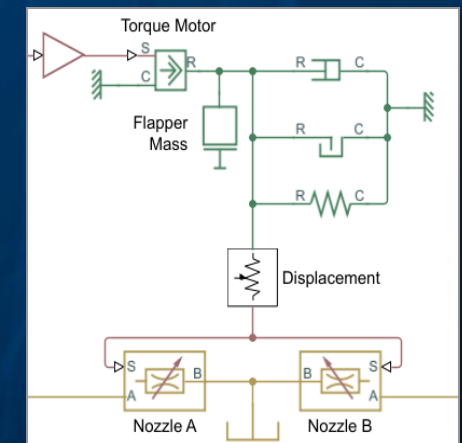 Torque Motor
S
C
R
R
C
Flapper
Mass
R
C
R
C
Displacement
S
B
A
B
S
A
Nozzle A
Nozzle B